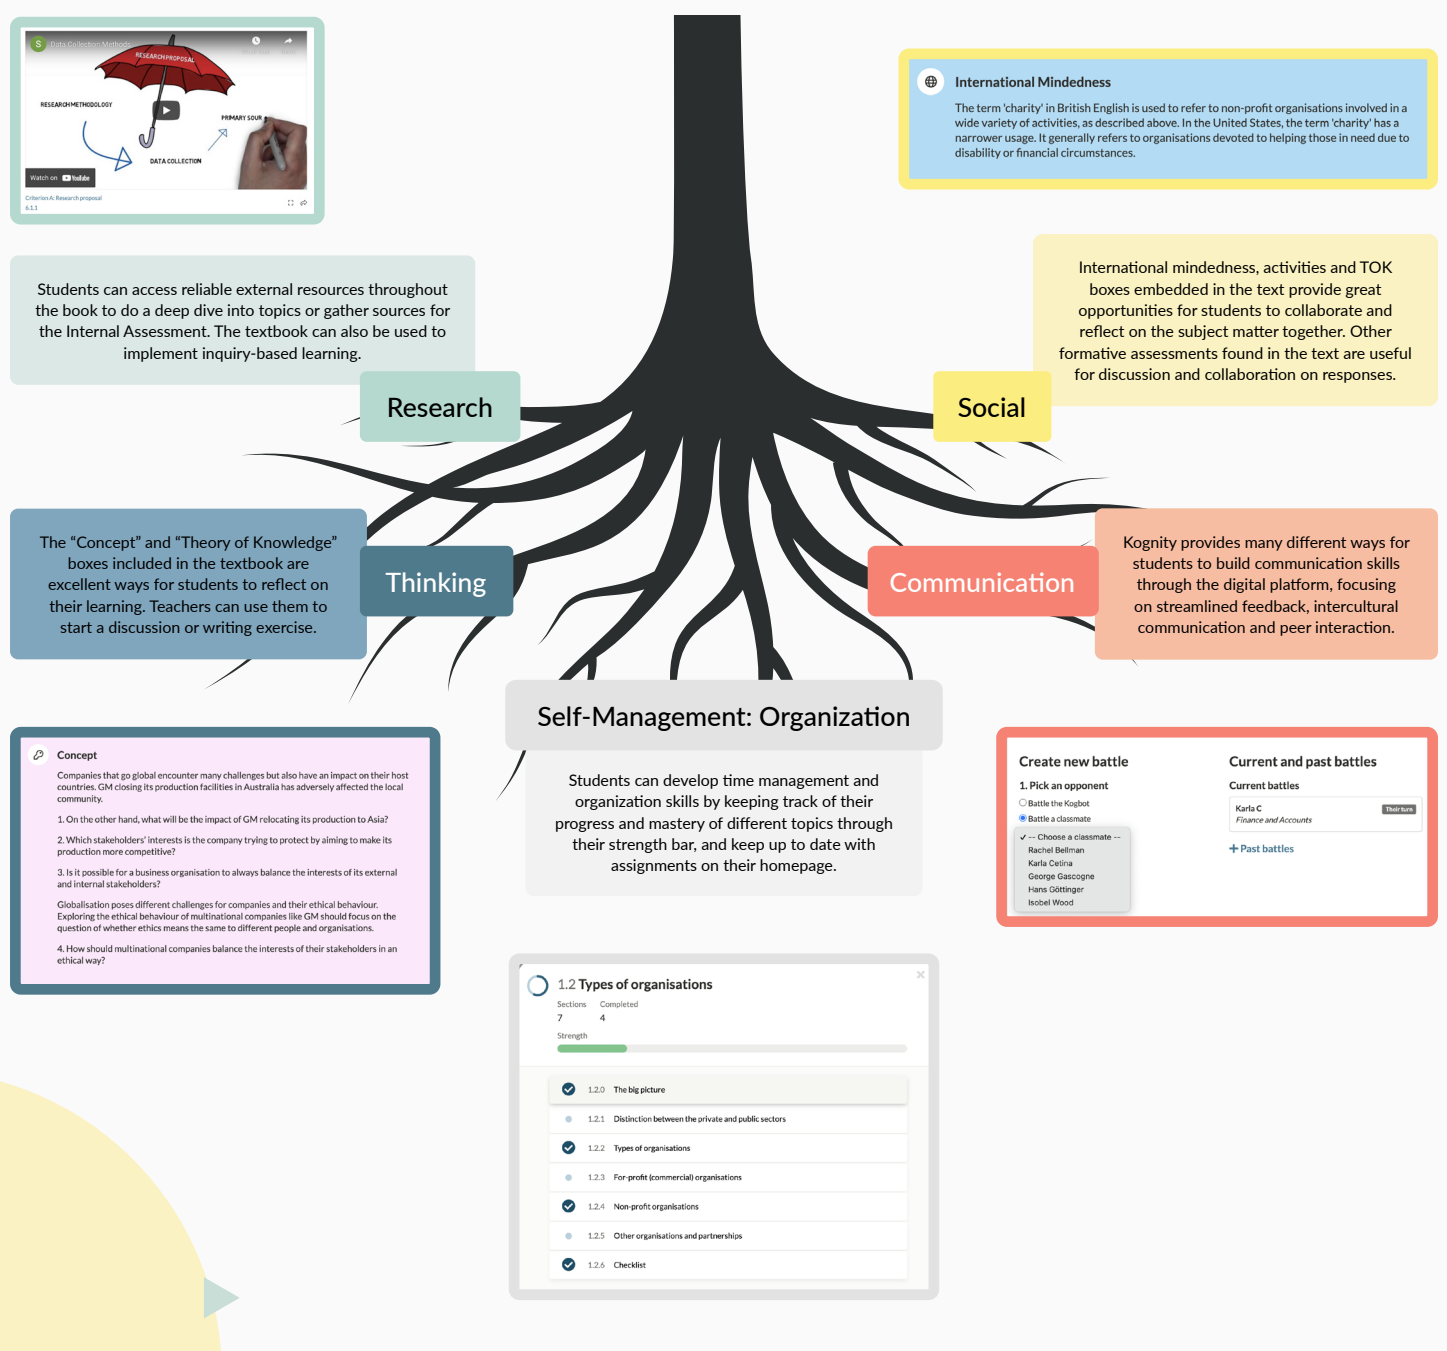 S Data Collection Methods
RESEARCH PROPOSAL
RESEARCH METHODOLOGY
PRIMARY SOUR
DATA COLLECTION
Watch on YouTube
Criterion A: Research proposal
6.1.1
International Mindedness
The term 'charity' in British English is used to refer to non-profit organisations involved in a
wide variety of activities, as described above. In the United States, the term 'charity' has a
narrower usage. It generally refers to organisations devoted to helping those in need due to
disability or financial circumstances.
Students can access reliable external resources throughout
the book to do a deep dive into topics or gather sources for
the Internal Assessment. The textbook can also be used to
implement inquiry-based learning.
Research
International mindedness, activities and TOK
boxes embedded in the text provide great
opportunities for students to collaborate and
reflect on the subject matter together. Other
formative assessments found in the text are useful
for discussion and collaboration on responses.
Social
The “Concept” and “Theory of Knowledge”
boxes included in the textbook are
excellent ways for students to reflect on
their learning. Teachers can use them to
start a discussion or writing exercise.
Thinking
Communication
Kognity provides many different ways for
students to build communication skills
through the digital platform, focusing
on streamlined feedback, intercultural
communication and peer interaction.
Self-Management: Organization
Students can develop time management and
organization skills by keeping track of their
progress and mastery of different topics through
their strength bar, and keep up to date with
assignments on their homepage.
Concept
Companies that go global encounter many challenges but also have an impact on their host
countries. GM closing its production facilities in Australia has adversely affected the local
community.
1. On the other hand, what will be the impact of GM relocating its production to Asia?
2. Which stakeholders' interests is the company trying to protect by aiming to make its
production more competitive?
3. Is it possible for a business organisation to always balance the interests of its external
and internal stakeholders?
Globalisation poses different challenges for companies and their ethical behaviour.
Exploring the ethical behaviour of multinational companies like GM should focus on the
question of whether ethics means the same to different people and organisations.
4. How should multinational companies balance the interests of their stakeholders in an
ethical way?
Create new battle
1. Pick an opponent
Battle the Kogbot
Battle a classmate
✓ -- Choose a classmate --
Rachel Bellman
Karla Cetina
George Gascogne
Hans Göttinger
Isobel Wood
Current and past battles
Current battles
Karla C Their turn
Finance and Accounts
+ Past battles
1.2 Types of organisations
Sections Completed
7 4
Strength
1.2.0 The big picture
1.2.1 Distinction between the private and public sectors
1.2.2 Types of organisations
1.2.3 For-profit (commercial) organisations
1.2.4 Non-profit organisations
1.2.5 Other organisations and partnerships
1.2.6 Checklist